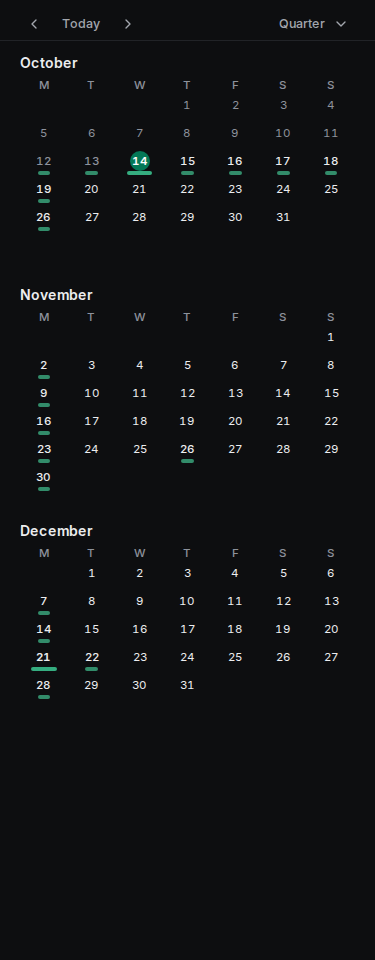 Today Quarter
October
M T W T F S S
1 2 3 4
5 6 7 8 9 10 11
12 13 14 15 16 17 18
19 20 21 22 23 24 25
26 27 28 29 30 31
November
M T W T F S S
1
2 3 4 5 6 7 8
9 10 11 12 13 14 15
16 17 18 19 20 21 22
23 24 25 26 27 28 29
30
December
M T W T F S S
1 2 3 4 5 6
7 8 9 10 11 12 13
14 15 16 17 18 19 20
21 22 23 24 25 26 27
28 29 30 31